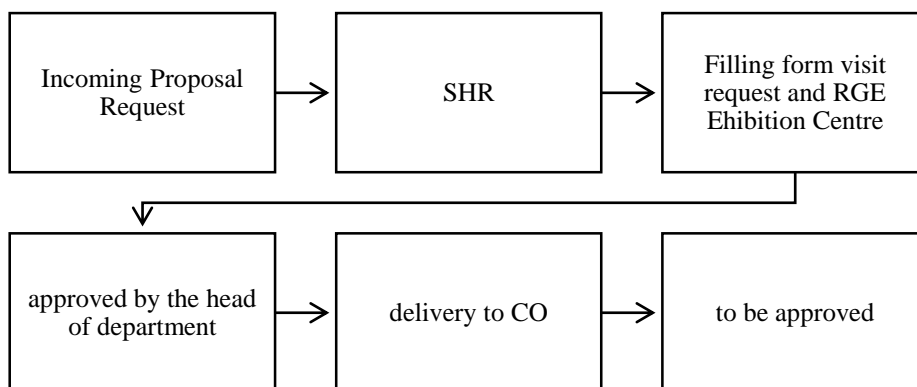 Incoming Proposal
Request
SHR
Filling form visit
request and RGE
Ehibition Centre
approved by the head
of department
delivery to CO
to be approved